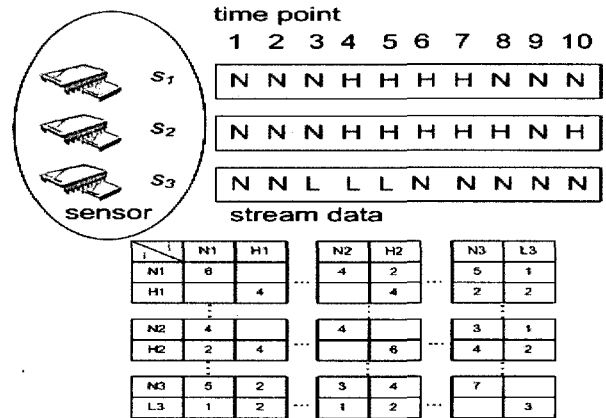 time point
1 2 3 4 5 6 7 8 9 10
S1 N N N H H H H N N N
S2 N N N H H H H H N H
S3 N N L L L N N N N N
sensor stream data
i i N1 H1 N2 H2 N3 L3
N1 6 ... 4 2 ... 5 1
H1 4 4 2 2
N2 4 4 3 1
H2 2 4 ... 6 ... 4 2
N3 5 2 3 4 7
L3 1 2 ... 1 2 ... 3